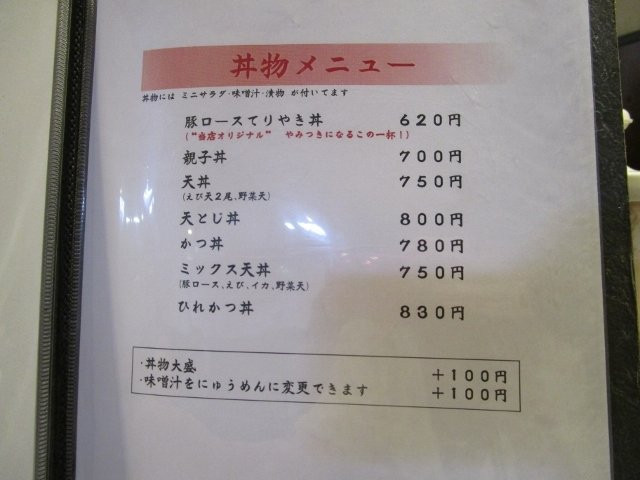 丼物メニュー
丼物には ミニサラダ・味噌汁・漬物 が付いてます
豚ロースてりやき丼 620円
(“当店オリジナル” やみつきになるこの一杯!)
親子丼 700円
天丼 750円
(えび天2尾、野菜天)
天とじ丼 800円
かつ丼 780円
ミックス天丼 750円
(豚ロース、えび、イカ、野菜天)
ひれかつ丼 830円
・丼物大盛 +100円
・味噌汁をにゅうめんに変更できます +100円